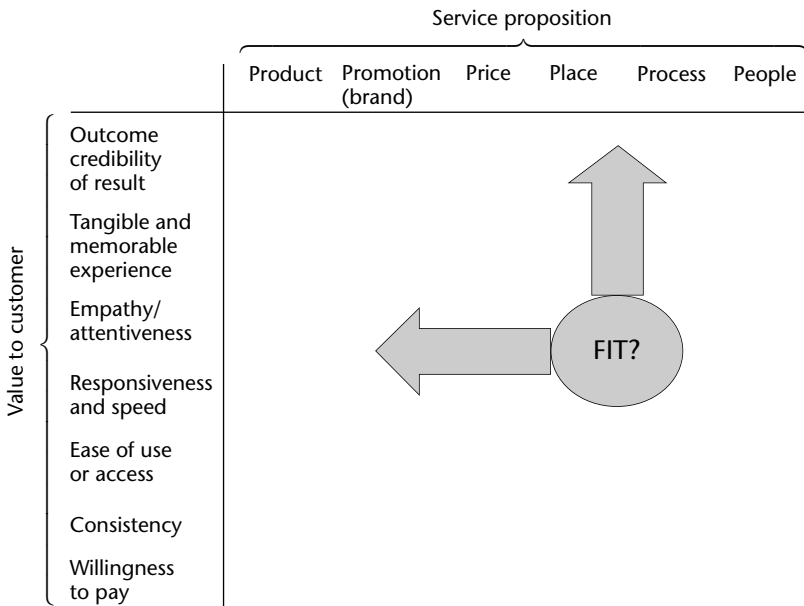 Service proposition
Product Promotion Price Place Process People
(brand)
Value to customer
Outcome
credibility
of result
Tangible and
memorable
experience
Empathy/
attentiveness
Responsiveness
and speed
Ease of use
or access
Consistency
Willingness
to pay
FIT?